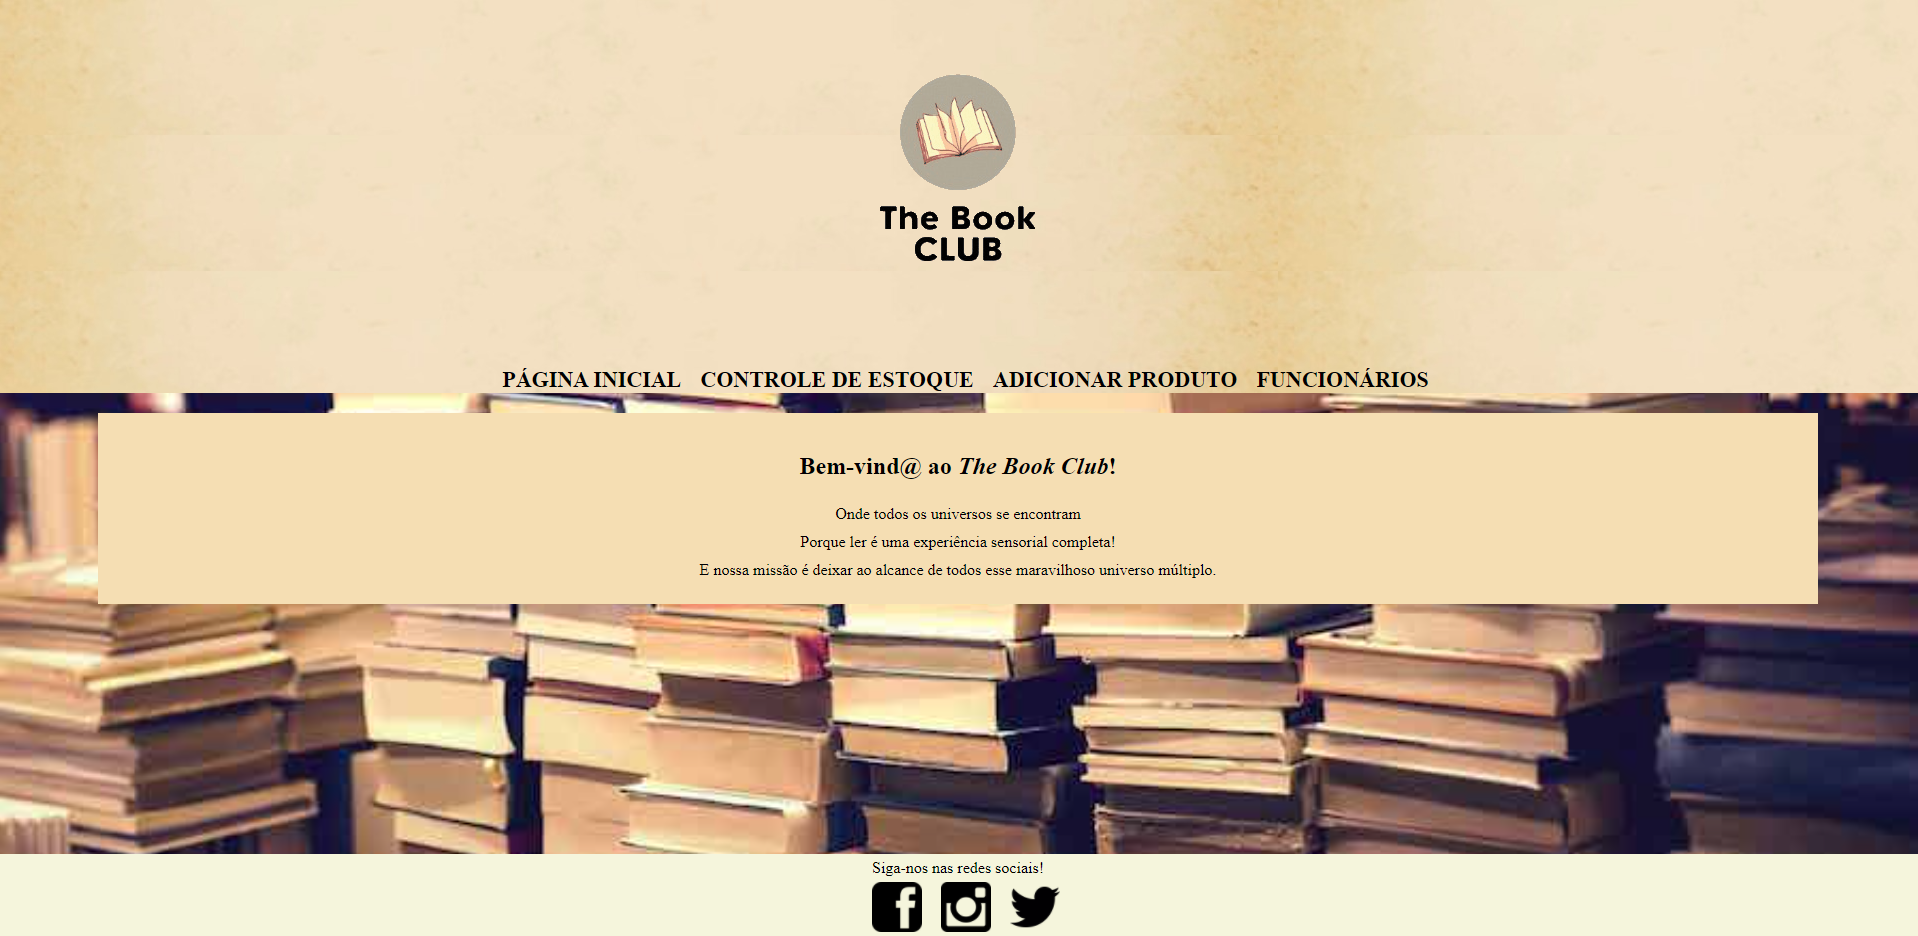 The Book
CLUB
PÁGINA INICIAL CONTROLE DE ESTOQUE ADICIONAR PRODUTO FUNCIONÁRIOS
Bem-vind@ ao The Book Club!
Onde todos os universos se encontram
Porque ler é uma experiência sensorial completa!
E nossa missão é deixar ao alcance de todos esse maravilhoso universo múltiplo.
Siga-nos nas redes sociais!